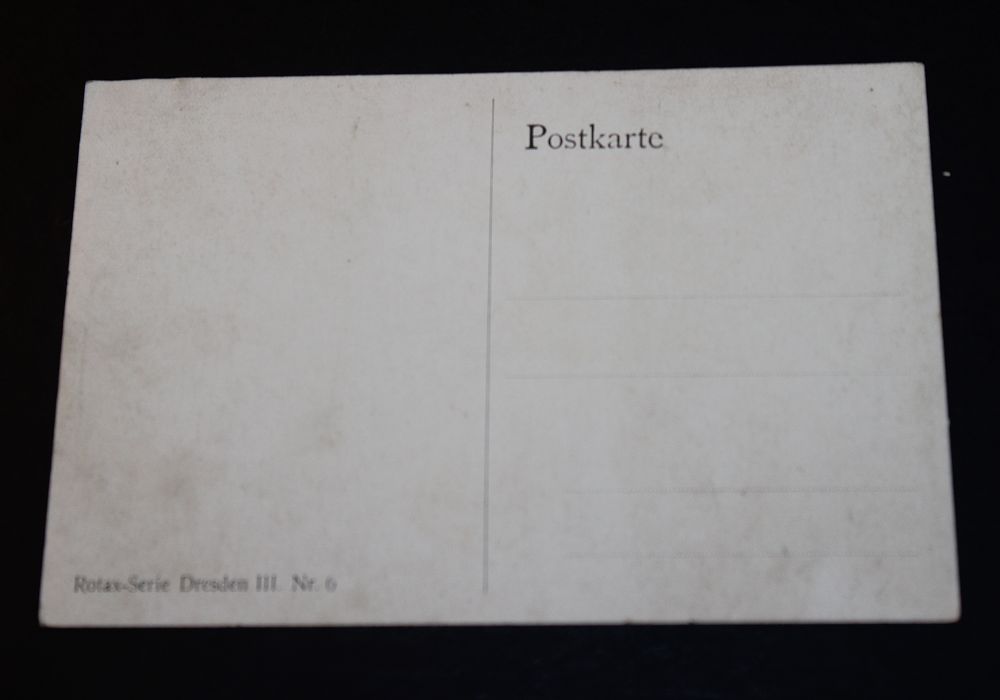 Postkarte
Rotax-Serie Dresden III. Nr. 6